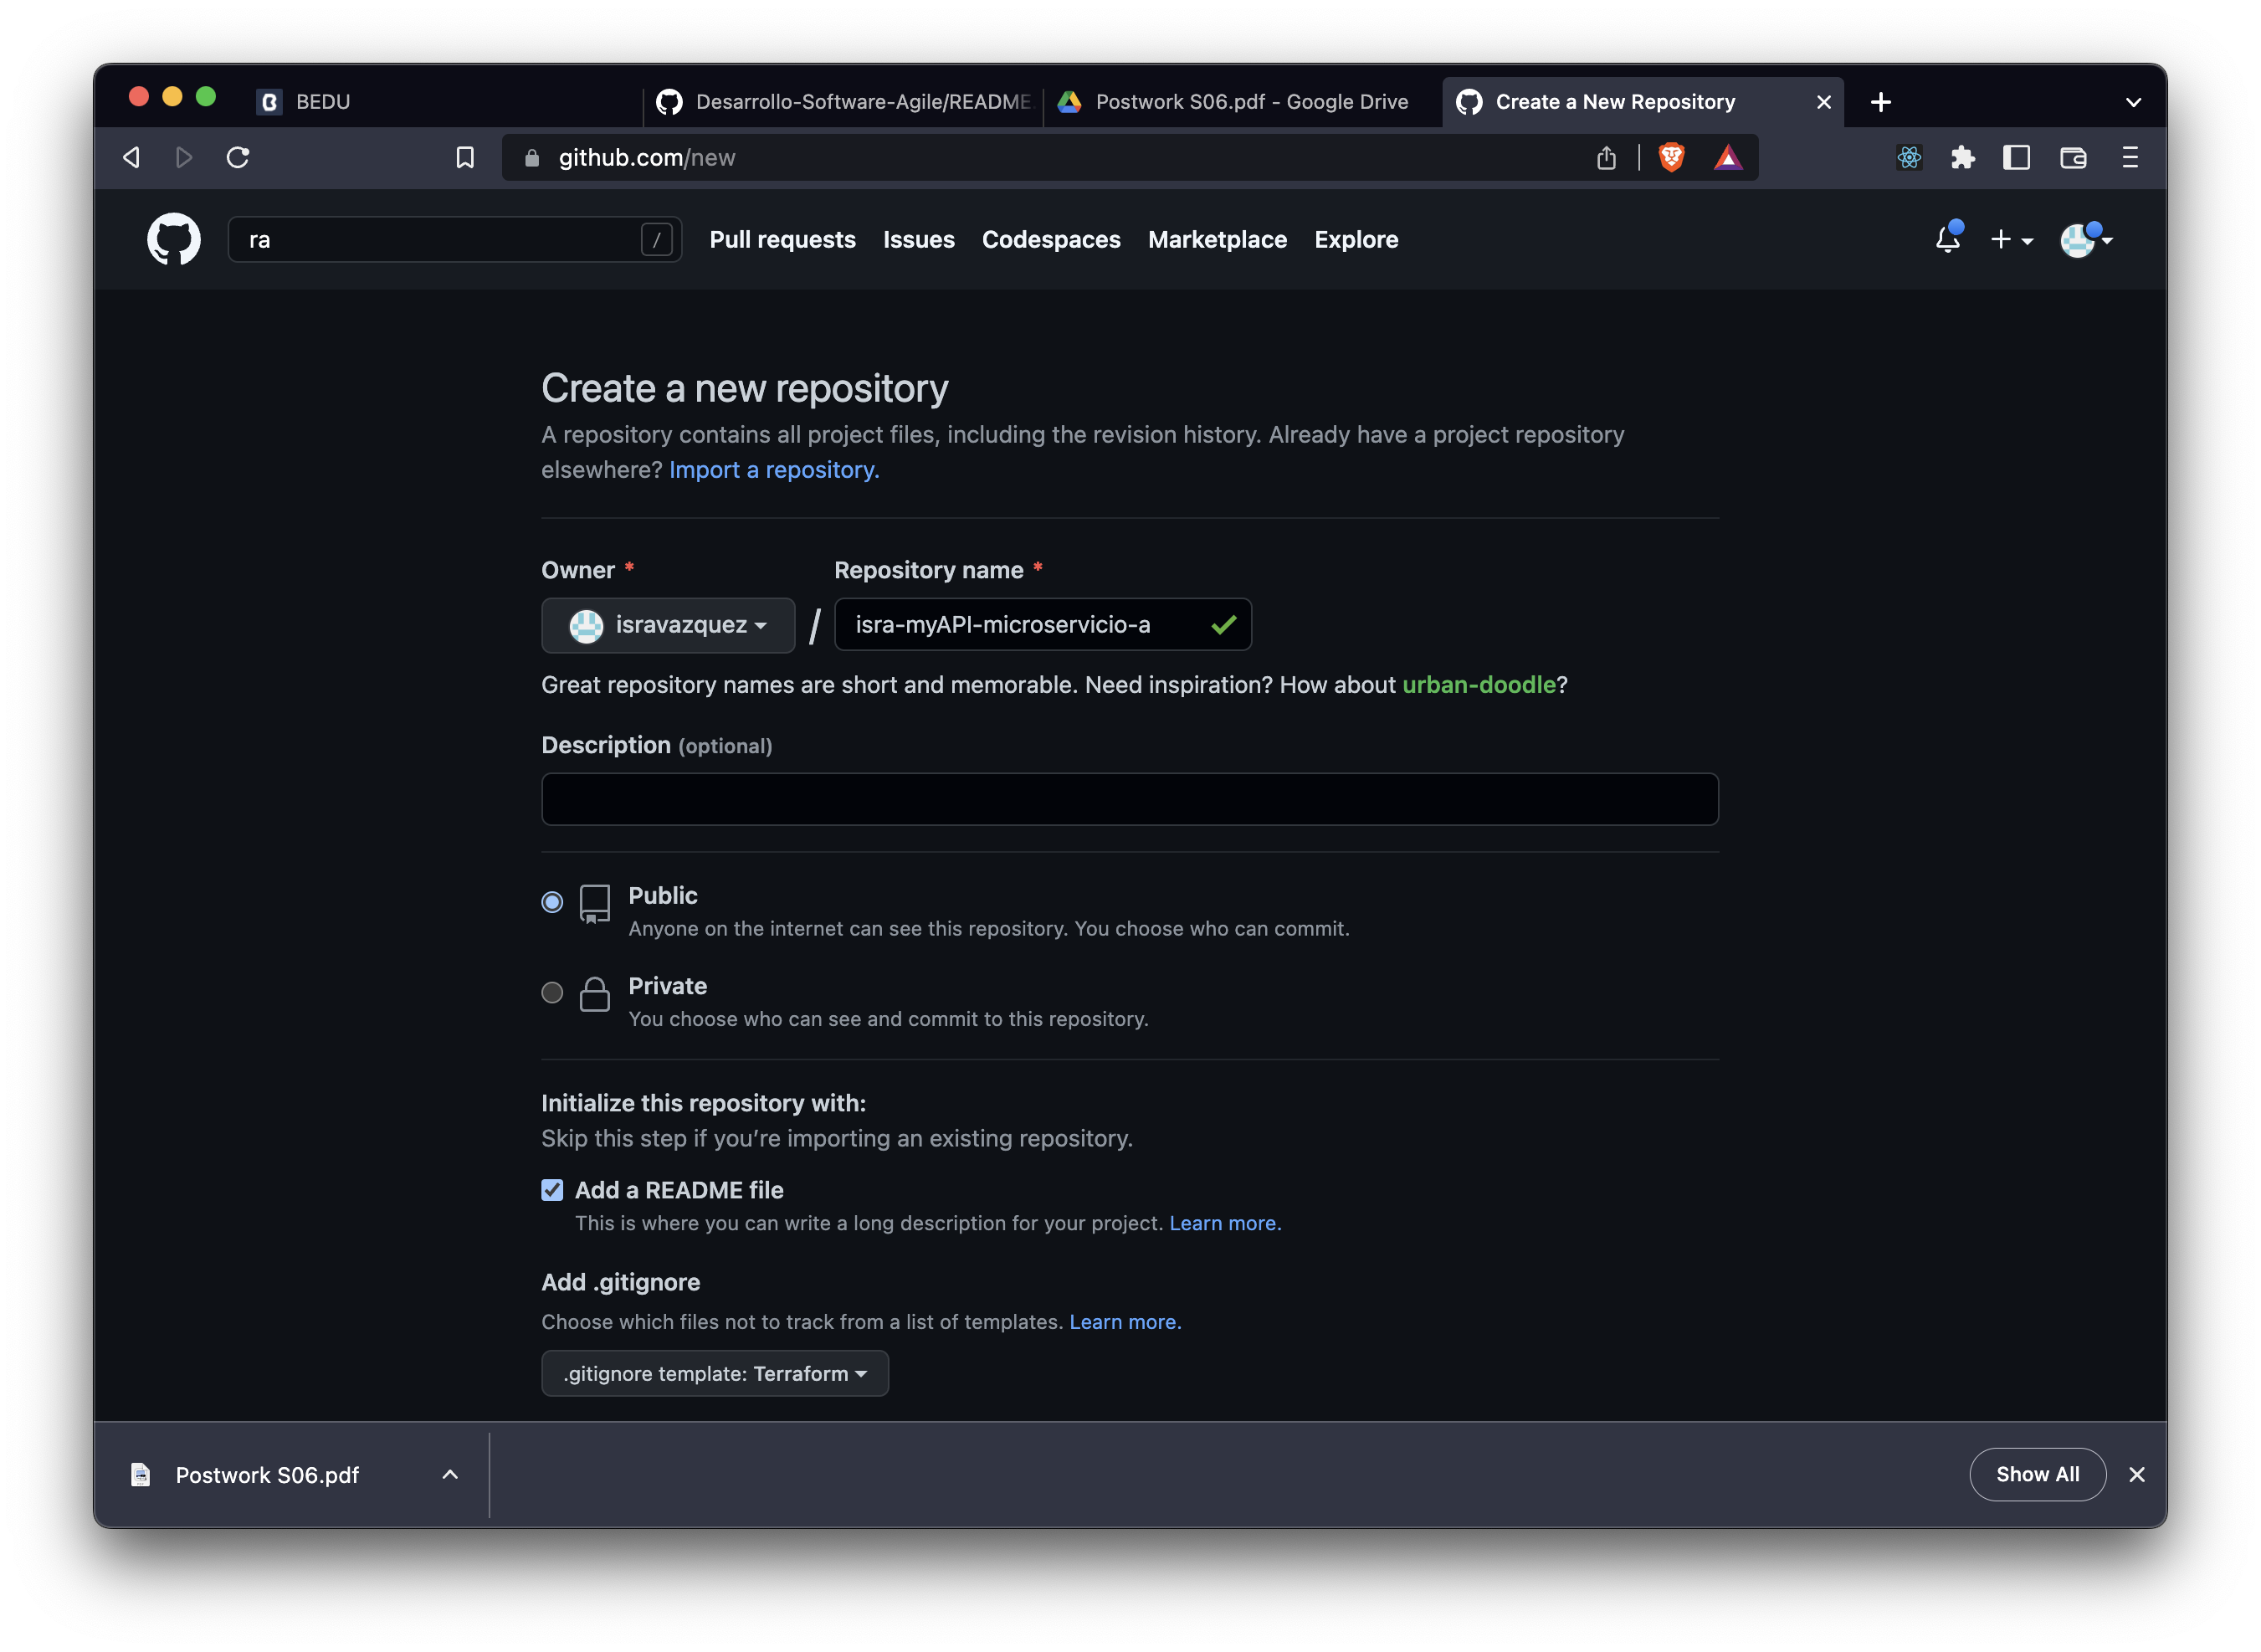 BEDU
Desarrollo-Software-Agile/README
Postwork S06.pdf - Google Drive
Create a New Repository
github.com/new
ra
/
Pull requests
Issues
Codespaces
Marketplace
Explore
Create a new repository
A repository contains all project files, including the revision history. Already have a project repository
elsewhere? Import a repository.
Owner *
Repository name *
isravazquez
/
isra-myAPI-microservicio-a
Great repository names are short and memorable. Need inspiration? How about urban-doodle?
Description (optional)
Public
Anyone on the internet can see this repository. You choose who can commit.
Private
You choose who can see and commit to this repository.
Initialize this repository with:
Skip this step if you’re importing an existing repository.
Add a README file
This is where you can write a long description for your project. Learn more.
Add .gitignore
Choose which files not to track from a list of templates. Learn more.
.gitignore template: Terraform
Postwork S06.pdf
Show All